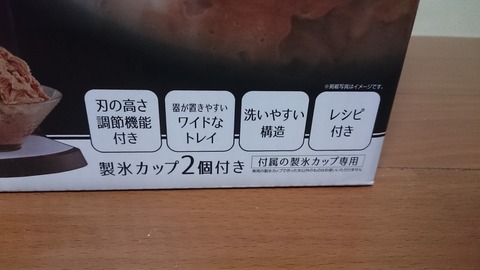 ※掲載写真はイメージです。
刃の高さ
調節機能
付き
器が置きやすい
ワイドな
トレイ
洗いやすい
構造
レシピ
付き
製氷カップ2個付き
付属の製氷カップ専用